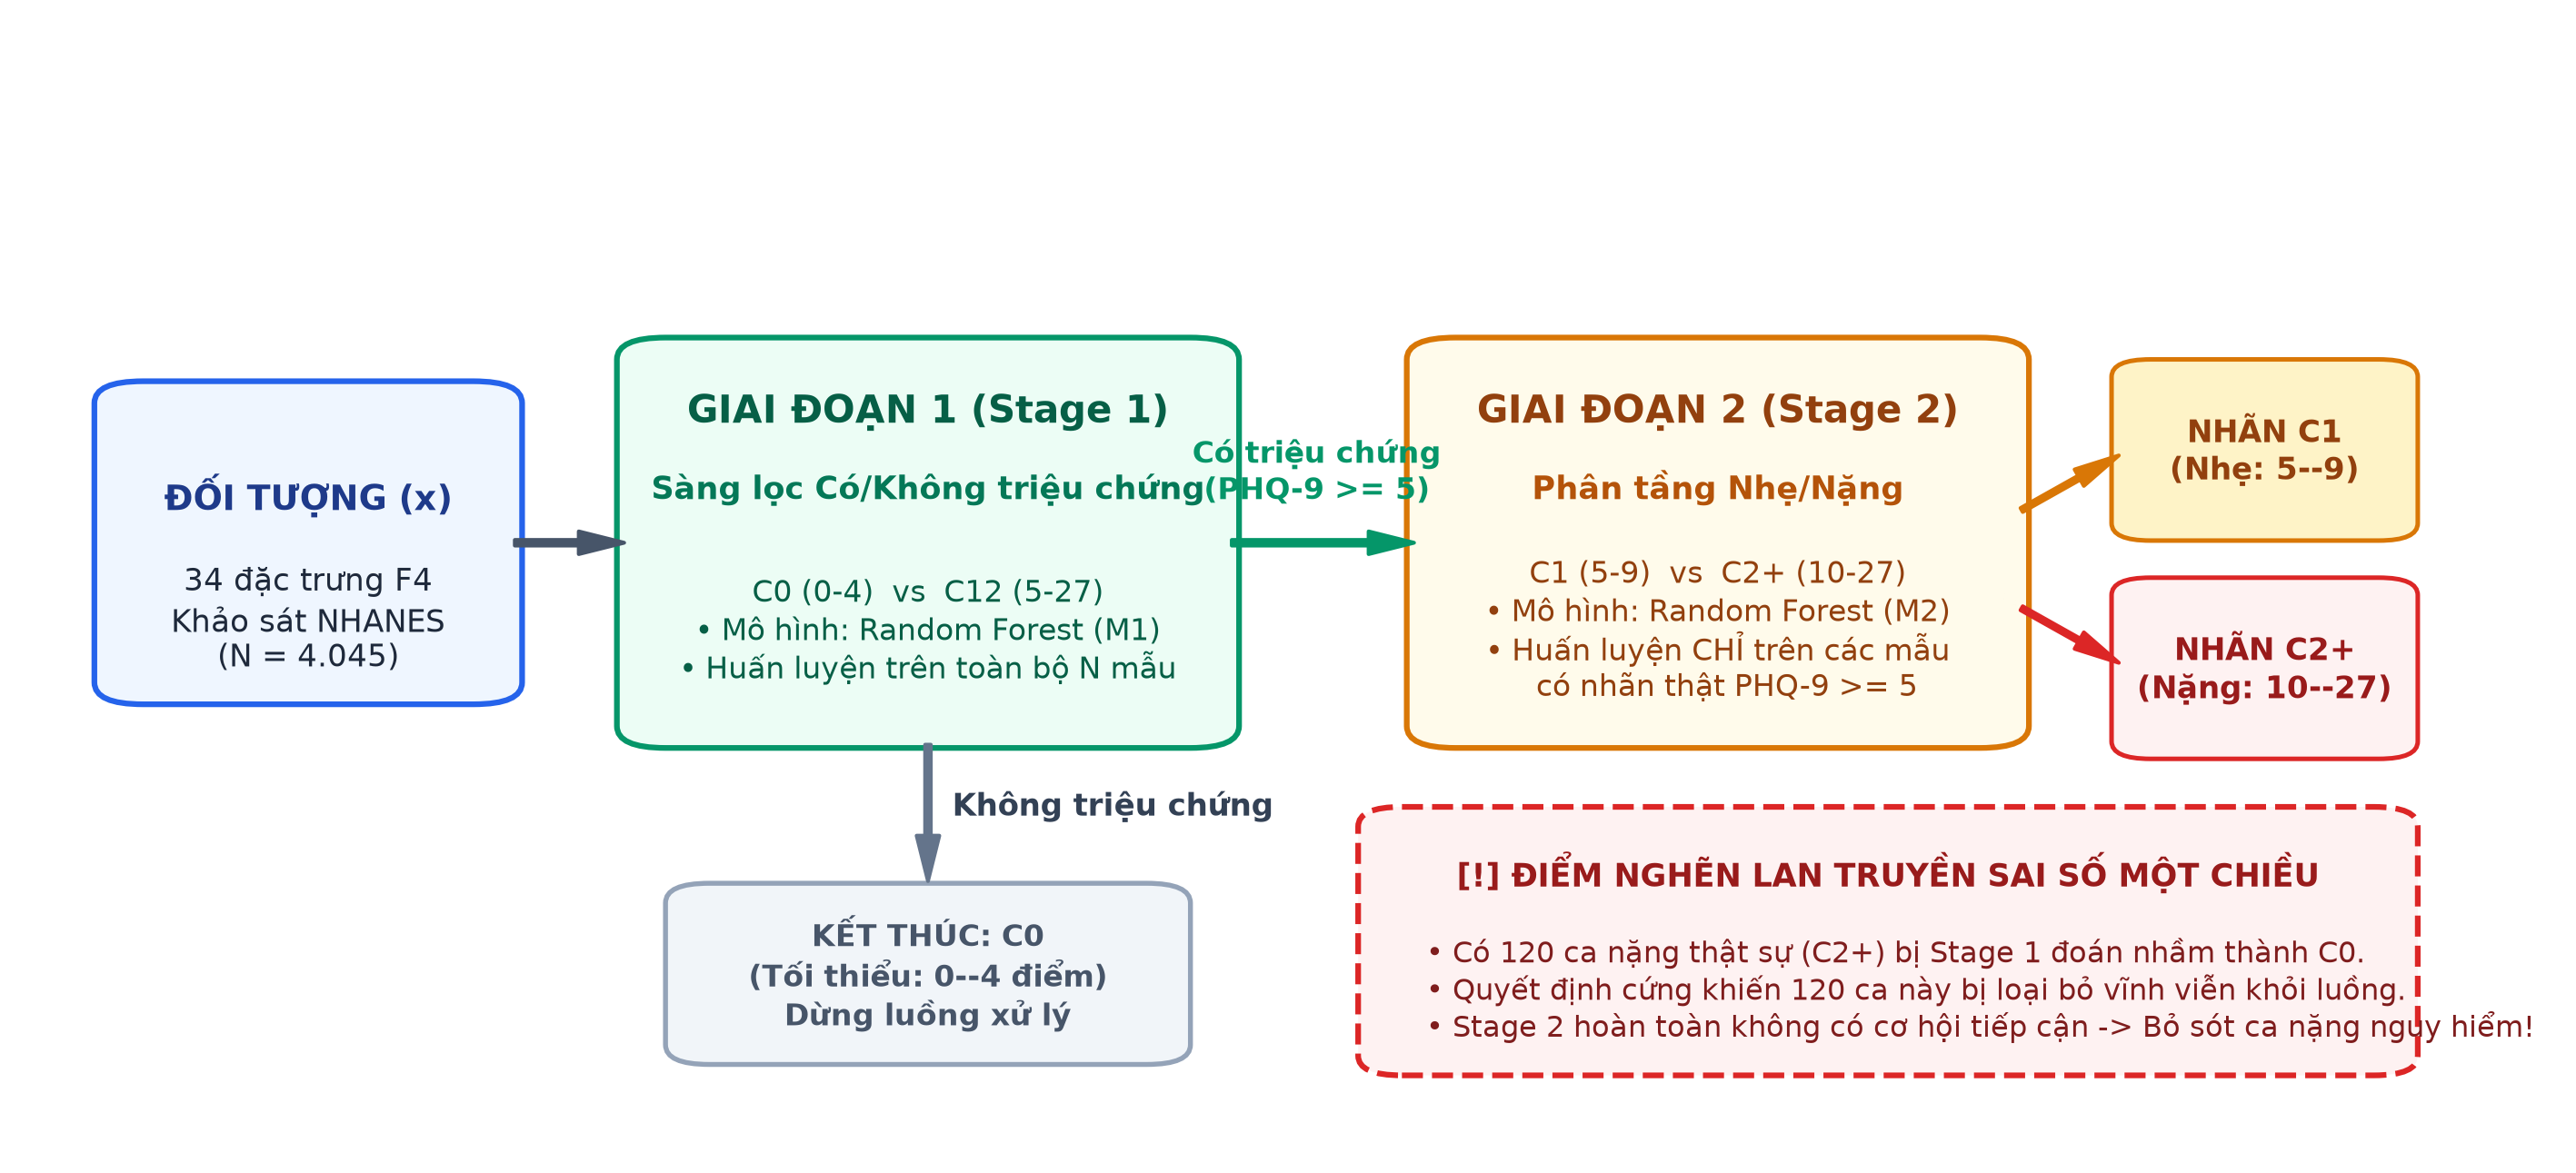 ĐỐI TƯỢNG (x)
34 đặc trưng F4
Khảo sát NHANES
(N = 4.045)
GIAI ĐOẠN 1 (Stage 1)
Sàng lọc Có/Không triệu chứng
C0 (0-4)  vs  C12 (5-27)
• Mô hình: Random Forest (M1)
• Huấn luyện trên toàn bộ N mẫu
Có triệu chứng
(PHQ-9 >= 5)
GIAI ĐOẠN 2 (Stage 2)
Phân tầng Nhẹ/Nặng
C1 (5-9)  vs  C2+ (10-27)
• Mô hình: Random Forest (M2)
• Huấn luyện CHỈ trên các mẫu
có nhãn thật PHQ-9 >= 5
NHÃN C1
(Nhẹ: 5--9)
NHÃN C2+
(Nặng: 10--27)
Không triệu chứng
KẾT THÚC: C0
(Tối thiểu: 0--4 điểm)
Dừng luồng xử lý
[!] ĐIỂM NGHẼN LAN TRUYỀN SAI SỐ MỘT CHIỀU
• Có 120 ca nặng thật sự (C2+) bị Stage 1 đoán nhầm thành C0.
• Quyết định cứng khiến 120 ca này bị loại bỏ vĩnh viễn khỏi luồng.
• Stage 2 hoàn toàn không có cơ hội tiếp cận -> Bỏ sót ca nặng nguy hiểm!